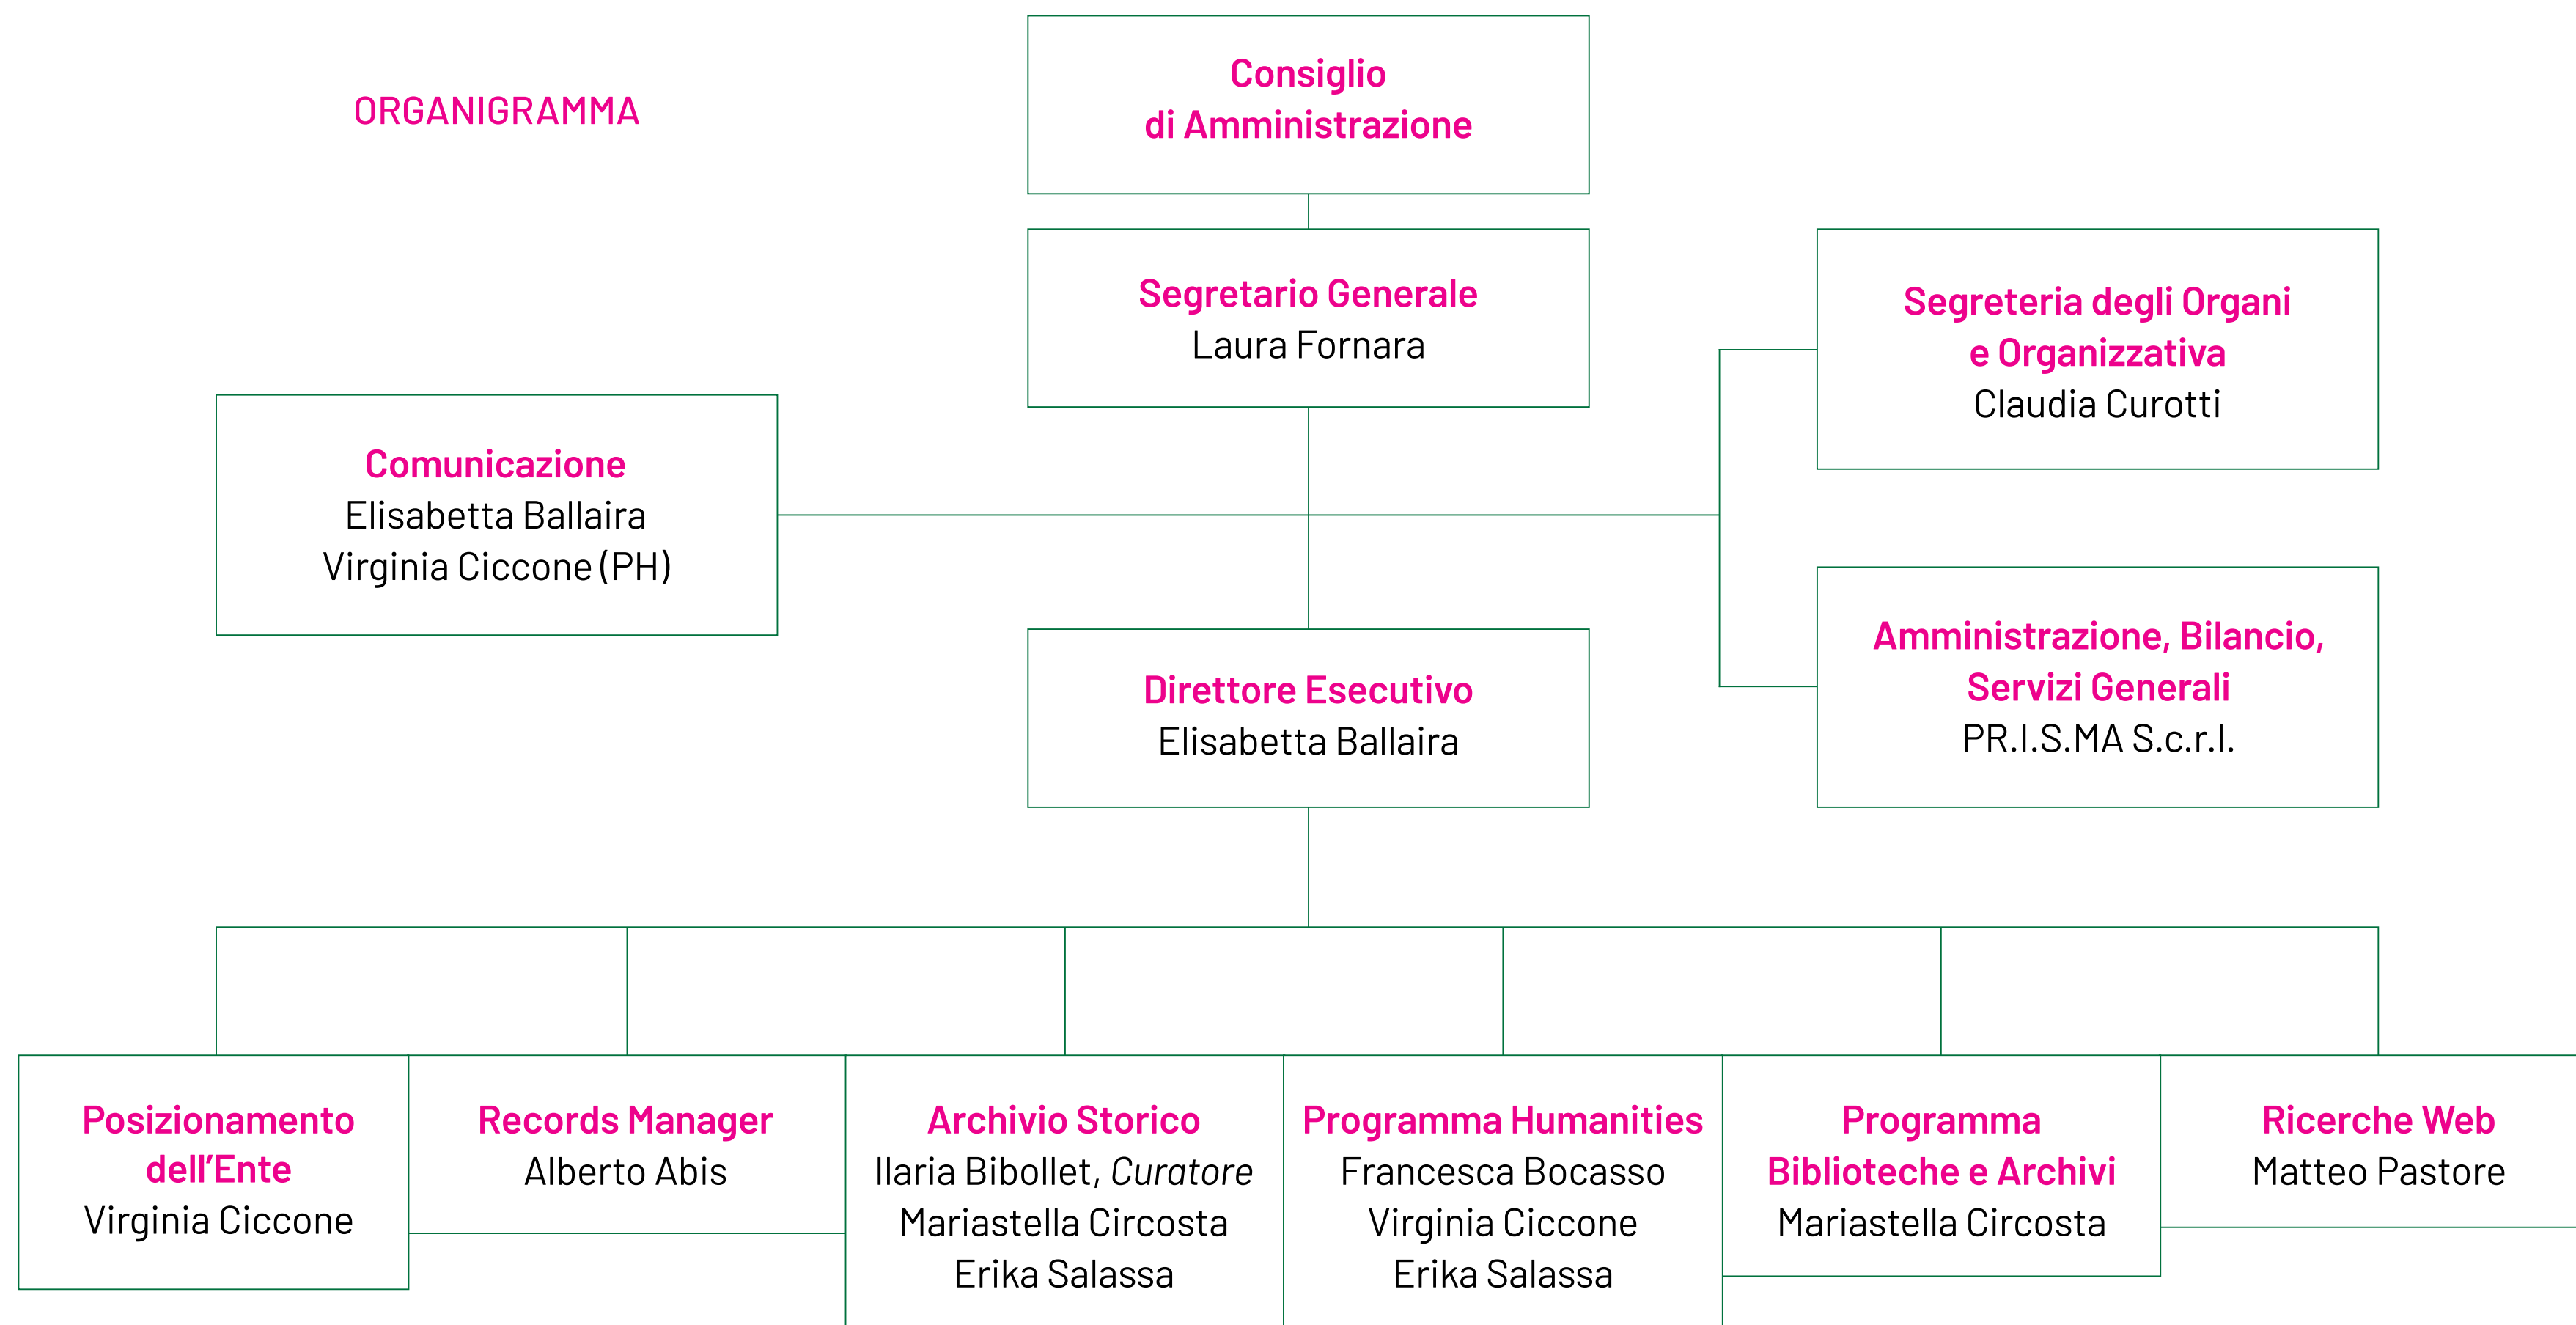 ORGANIGRAMMA
Consiglio
di Amministrazione
Segretario Generale
Laura Fornara
Segreteria degli Organi
e Organizzativa
Claudia Curotti
Comunicazione
Elisabetta Ballaira
Virginia Ciccone (PH)
Amministrazione, Bilancio,
Servizi Generali
PR.I.S.MA S.c.r.l.
Direttore Esecutivo
Elisabetta Ballaira
Posizionamento
dell’Ente
Virginia Ciccone
Records Manager
Alberto Abis
Archivio Storico
Ilaria Bibollet, Curatore
Mariastella Circosta
Erika Salassa
Programma Humanities
Francesca Bocasso
Virginia Ciccone
Erika Salassa
Programma
Biblioteche e Archivi
Mariastella Circosta
Ricerche Web
Matteo Pastore